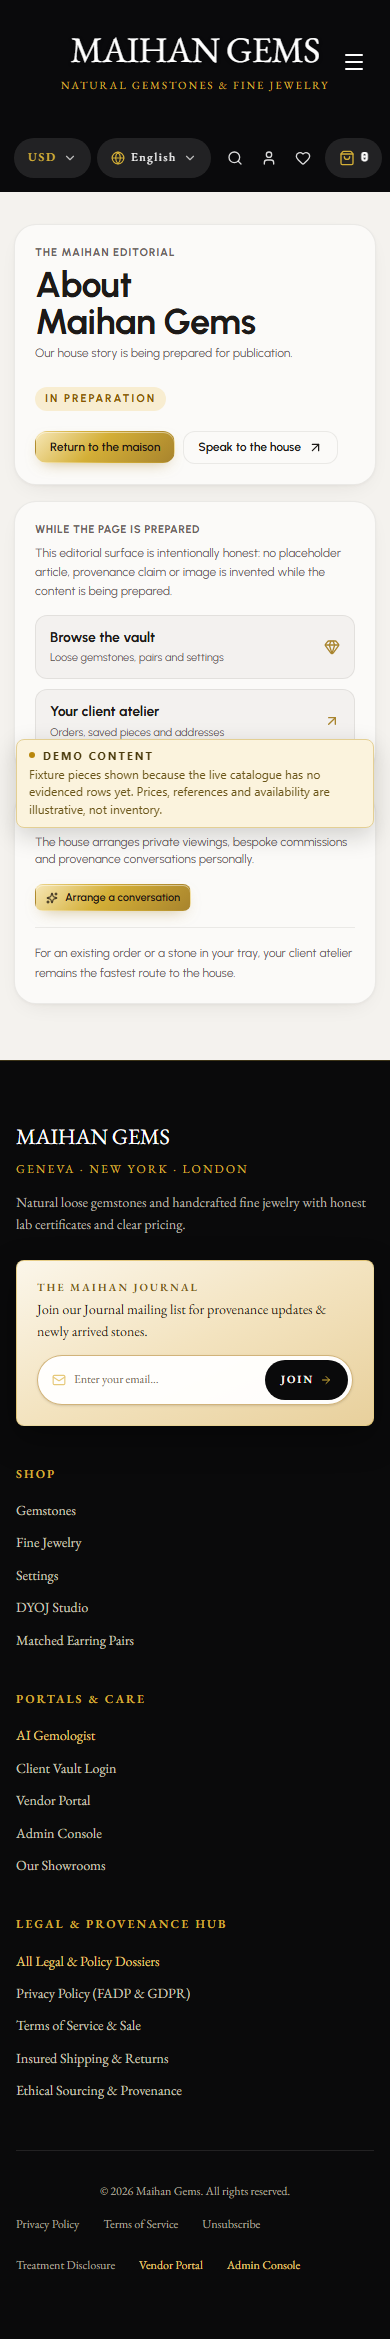 MAIHAN GEMS
NATURAL GEMSTONES & FINE JEWELRY
USD
English
0
THE MAIHAN EDITORIAL
About
Maihan Gems
Our house story is being prepared for publication.
IN PREPARATION
Return to the maison
Speak to the house
WHILE THE PAGE IS PREPARED
This editorial surface is intentionally honest: no placeholder
article, provenance claim or image is invented while the
content is being prepared.
Browse the vault
Loose gemstones, pairs and settings
Your client atelier
Orders, saved pieces and addresses
DEMO CONTENT
Fixture pieces shown because the live catalogue has no
evidenced rows yet. Prices, references and availability are
illustrative, not inventory.
The house arranges private viewings, bespoke commissions
and provenance conversations personally.
Arrange a conversation
For an existing order or a stone in your tray, your client atelier
remains the fastest route to the house.
MAIHAN GEMS
GENEVA · NEW YORK · LONDON
Natural loose gemstones and handcrafted fine jewelry with honest
lab certificates and clear pricing.
THE MAIHAN JOURNAL
Join our Journal mailing list for provenance updates &
newly arrived stones.
Enter your email...
JOIN
SHOP
Gemstones
Fine Jewelry
Settings
DYOJ Studio
Matched Earring Pairs
PORTALS & CARE
AI Gemologist
Client Vault Login
Vendor Portal
Admin Console
Our Showrooms
LEGAL & PROVENANCE HUB
All Legal & Policy Dossiers
Privacy Policy (FADP & GDPR)
Terms of Service & Sale
Insured Shipping & Returns
Ethical Sourcing & Provenance
© 2026 Maihan Gems. All rights reserved.
Privacy Policy
Terms of Service
Unsubscribe
Treatment Disclosure
Vendor Portal
Admin Console